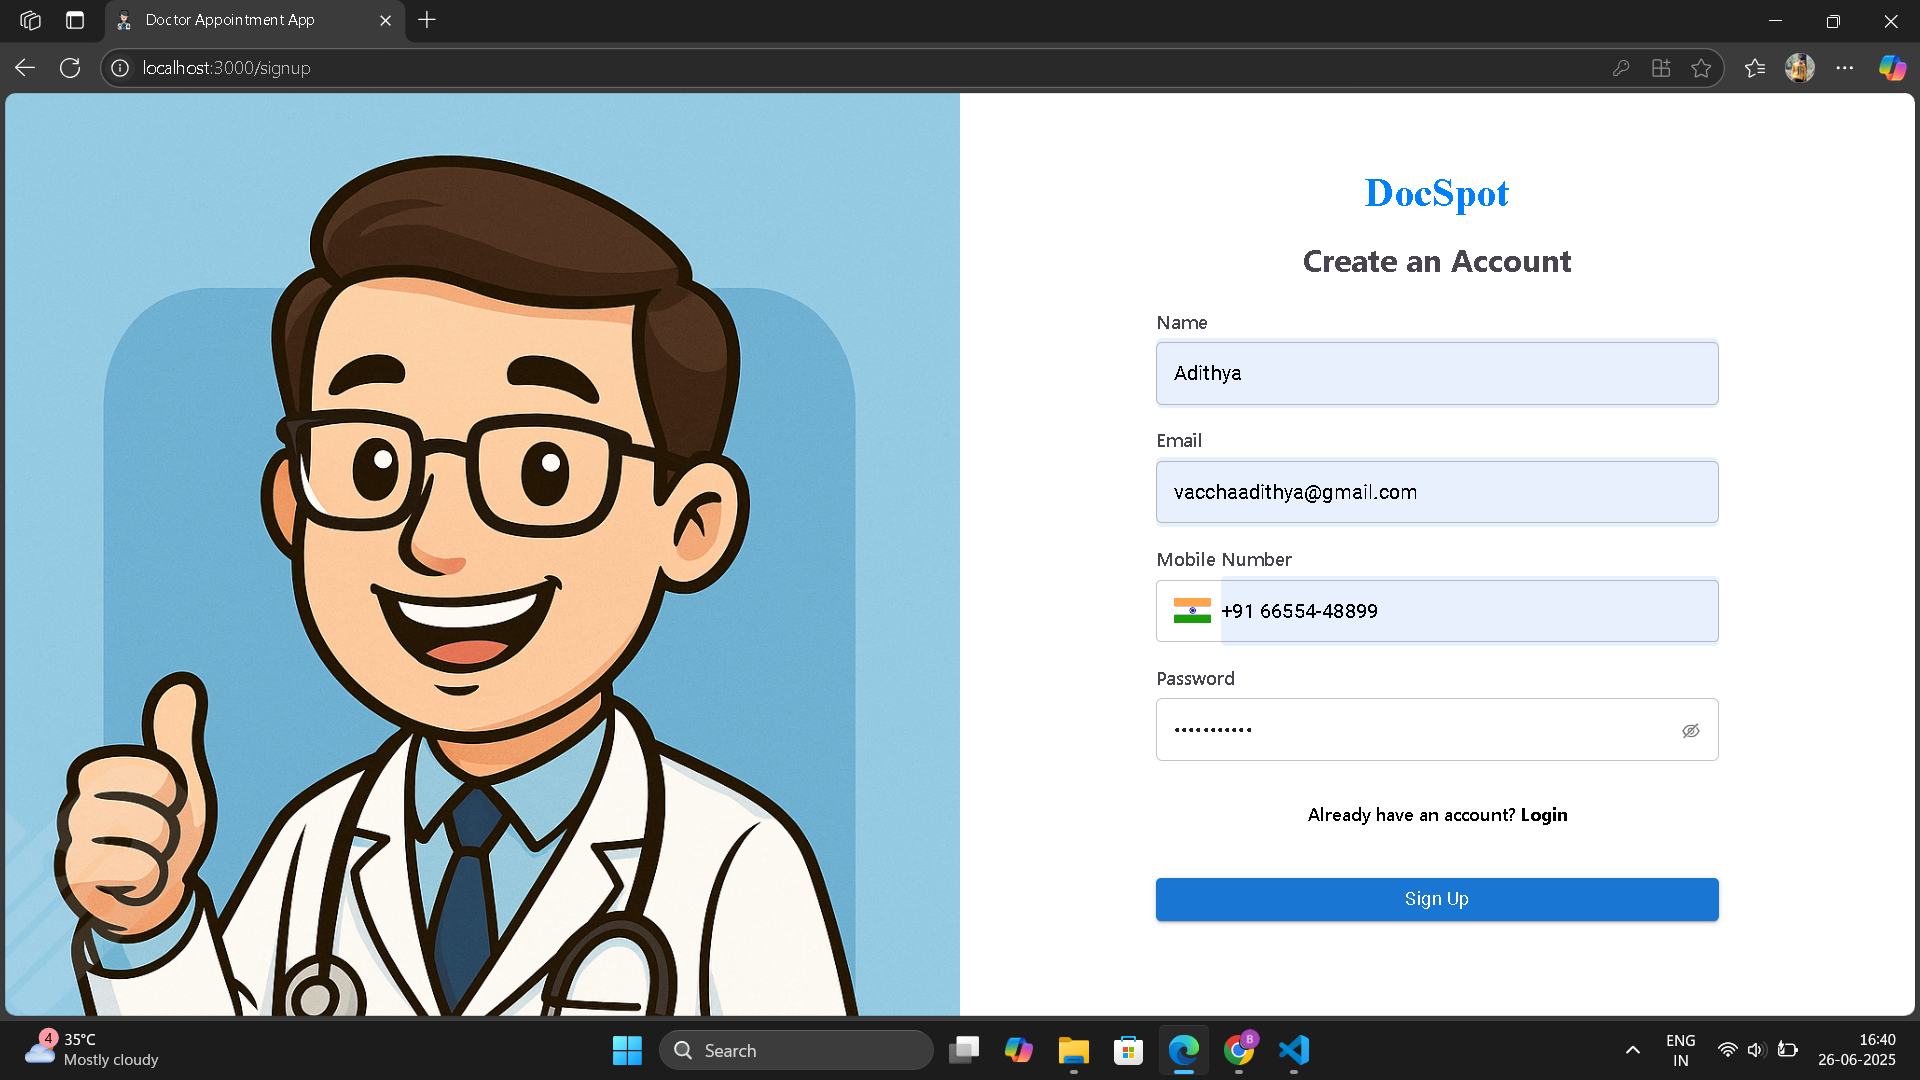 Doctor Appointment App
localhost:3000/signup
DocSpot
Create an Account
Name
Adithya
Email
vacchaadithya@gmail.com
Mobile Number
+91 66554-48899
Password
•••••••••••
Already have an account? Login
Sign Up
4
35°C
Mostly cloudy
Search
B
ENG
IN
16:40
26-06-2025